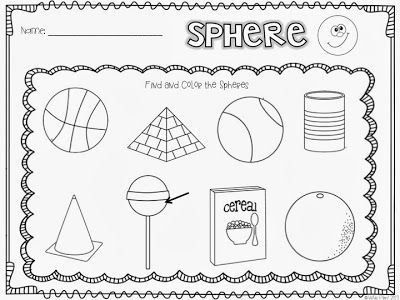 Name:
SPHERE
Find and Color the Spheres
cereal